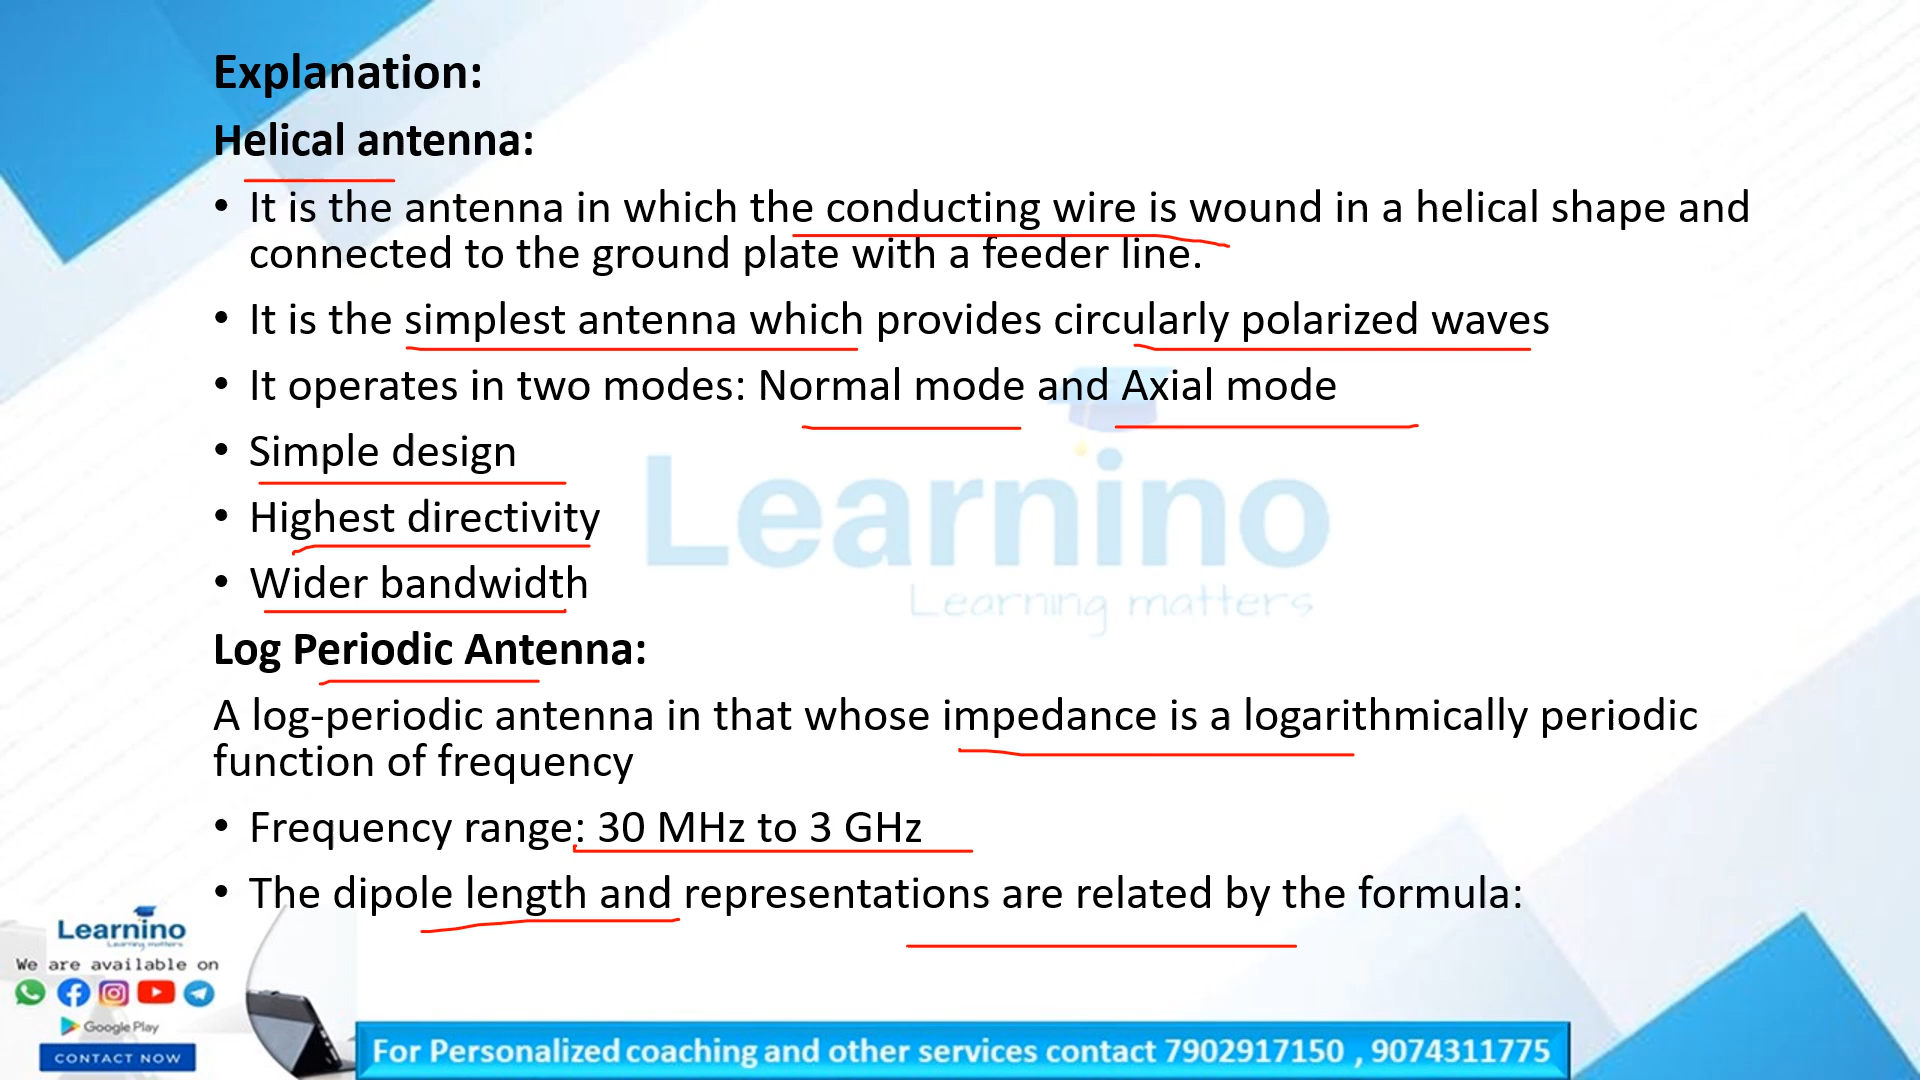 Explanation:
Helical antenna:
• It is the antenna in which the conducting wire is wound in a helical shape and
connected to the ground plate with a feeder line.
• It is the simplest antenna which provides circularly polarized waves
• It operates in two modes: Normal mode and Axial mode
• Simple design
• Highest directivity
• Wider bandwidth
Learnino
Learning matters
Log Periodic Antenna:
A log-periodic antenna in that whose impedance is a logarithmically periodic
function of frequency
• Frequency range: 30 MHz to 3 GHz
• The dipole length and representations are related by the formula:
Learnino
Learning matters
We are available on
Google Play
CONTACT NOW
For Personalized coaching and other services contact 7902917150 , 9074311775